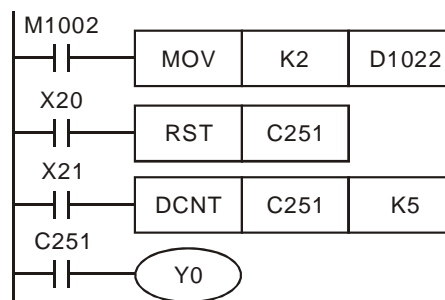 M1002
MOV K2 D1022
X20
RST C251
X21
DCNT C251 K5
C251
Y0